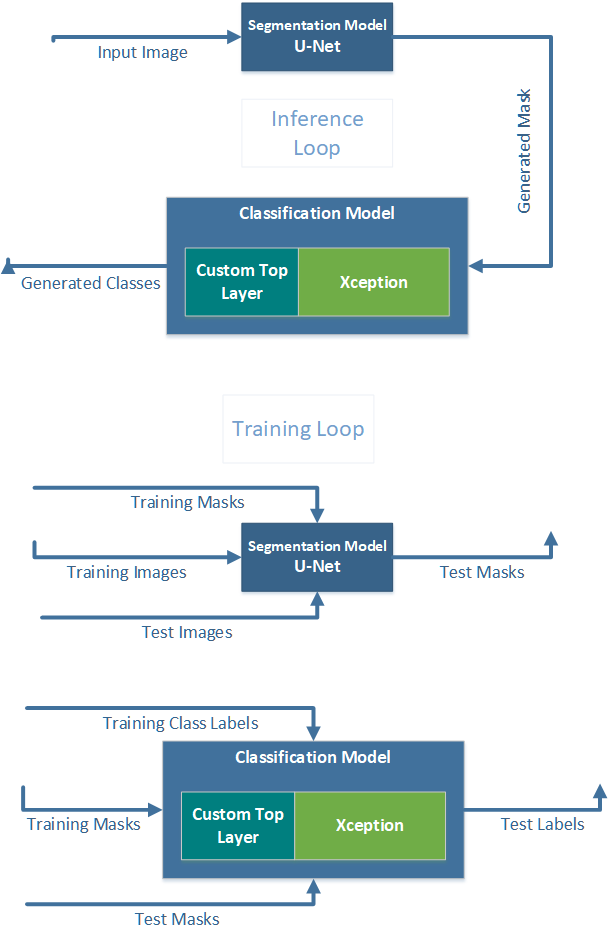 Segmentation Model
U-Net
Input Image
Generated Mask
Inference
Loop
Classification Model
Custom Top
Layer
Xception
Generated Classes
Training Loop
Training Masks
Segmentation Model
U-Net
Training Images
Test Masks
Test Images
Training Class Labels
Classification Model
Custom Top
Layer
Xception
Training Masks
Test Labels
Test Masks